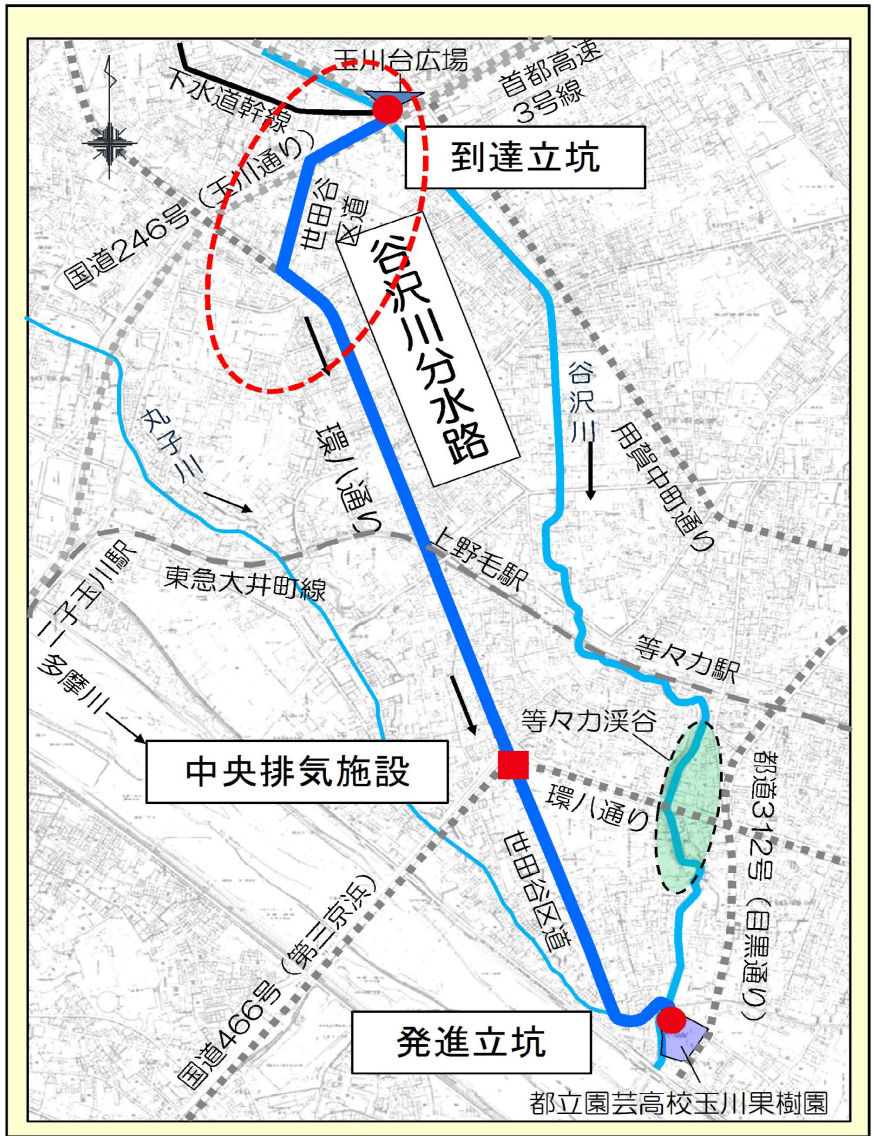 玉川台広場
首都高速
3号線
下水道幹線
到達立坑
国道246号（玉川通り）
世田谷
区道
谷沢川分水路
谷沢川
丸子川
環八通り
用賀中町通り
上野毛駅
東急大井町線
二子玉川駅
等々力駅
多摩川
等々力渓谷
中央排気施設
環八通り
都道312号（目黒通り）
世田谷区道
国道466号（第三京浜）
発進立坑
都立園芸高校玉川果樹園